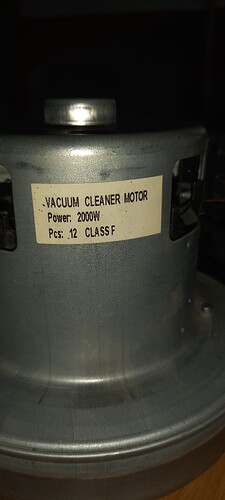 VACUUM CLEANER MOTOR
Power: 2000W
Pcs: 12 CLASS F